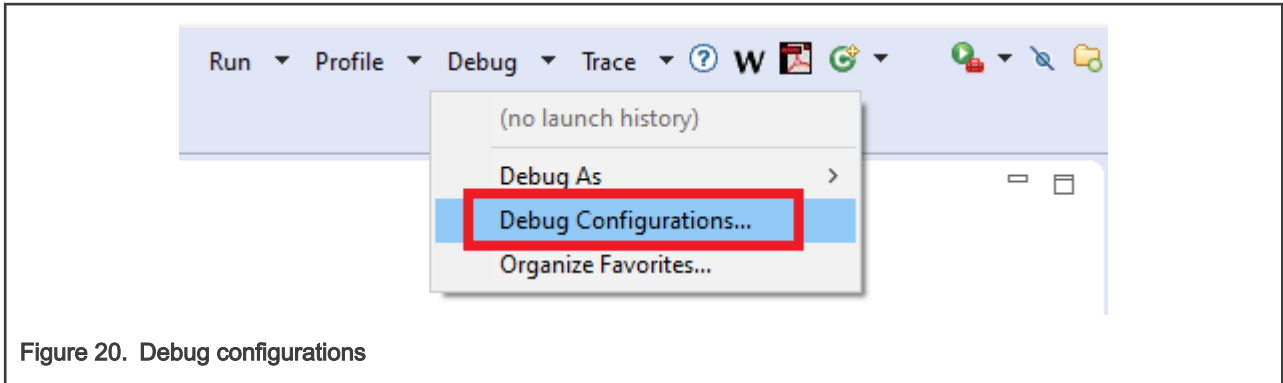 Run Profile Debug Trace ? W
(no launch history)
Debug As
Debug Configurations...
Organize Favorites...
Figure 20. Debug configurations